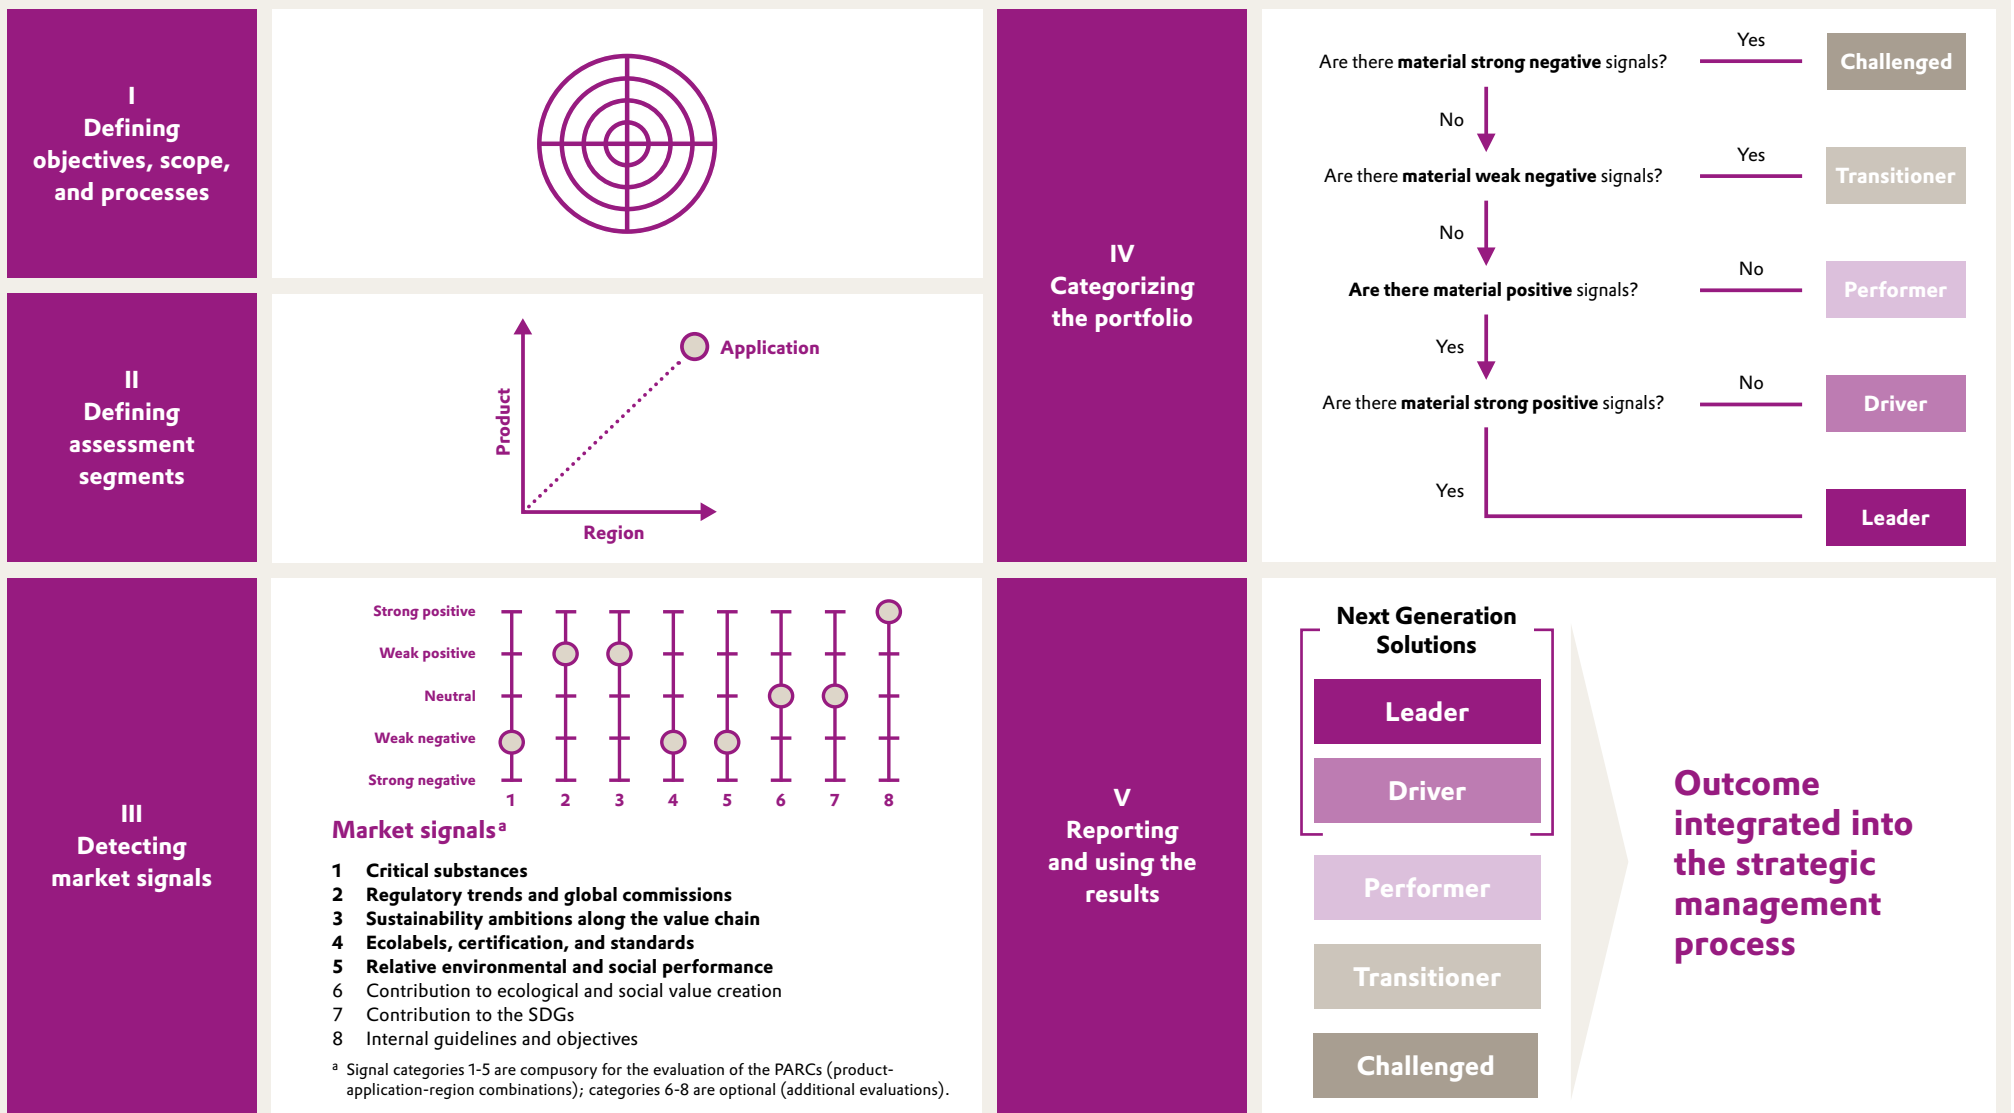 I
Defining
objectives, scope,
and processes
II
Defining
assessment
segments
Product
Application
Region
III
Detecting
market signals
Strong positive
Weak positive
Neutral
Weak negative
Strong negative
1 2 3 4 5 6 7 8
Market signals a
1 Critical substances
2 Regulatory trends and global commissions
3 Sustainability ambitions along the value chain
4 Ecolabels, certification, and standards
5 Relative environmental and social performance
6 Contribution to ecological and social value creation
7 Contribution to the SDGs
8 Internal guidelines and objectives
a Signal categories 1-5 are compusory for the evaluation of the PARCs (product-
application-region combinations); categories 6-8 are optional (additional evaluations).
IV
Categorizing
the portfolio
Are there material strong negative signals?
Yes
Challenged
No
Are there material weak negative signals?
Yes
Transitioner
No
Are there material positive signals?
No
Performer
Yes
Are there material strong positive signals?
No
Driver
Yes
Leader
V
Reporting
and using the
results
Next Generation
Solutions
Leader
Driver
Performer
Transitioner
Challenged
Outcome
integrated into
the strategic
management
process